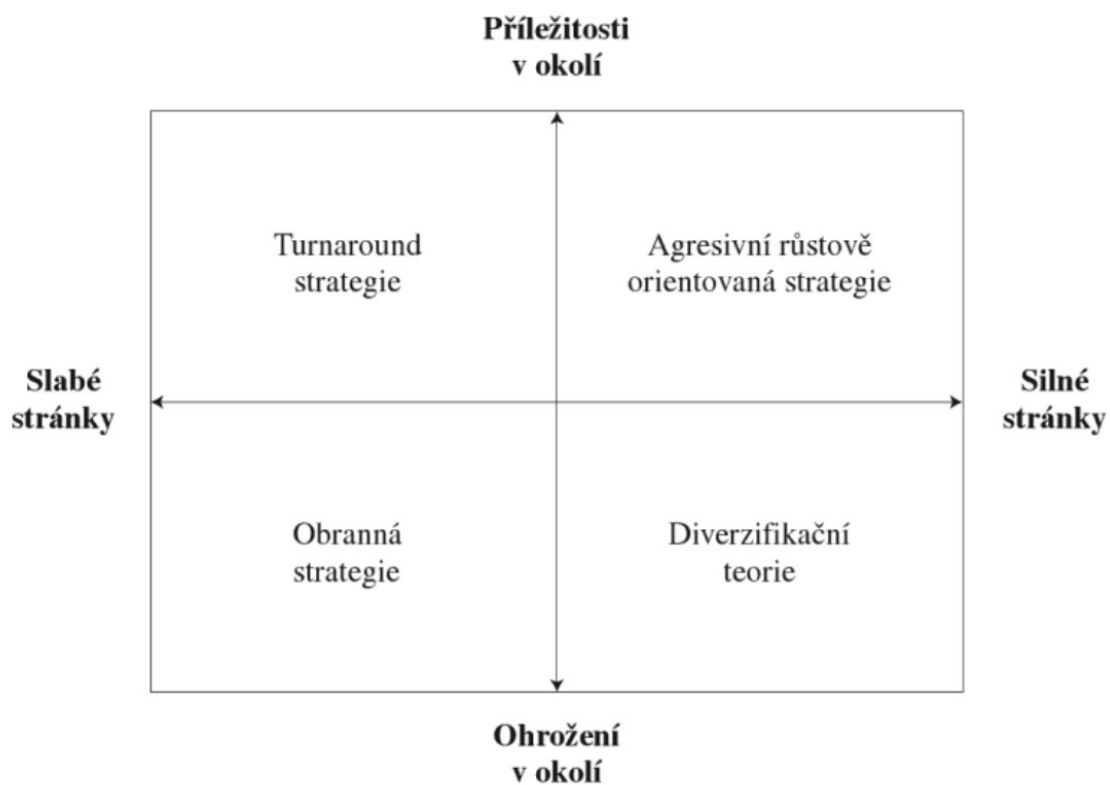 Příležitosti
v okolí
Turnaround
strategie
Agresivní růstově
orientovaná strategie
Slabé
stránky
Silné
stránky
Obranná
strategie
Diverzifikační
teorie
Ohrožení
v okolí